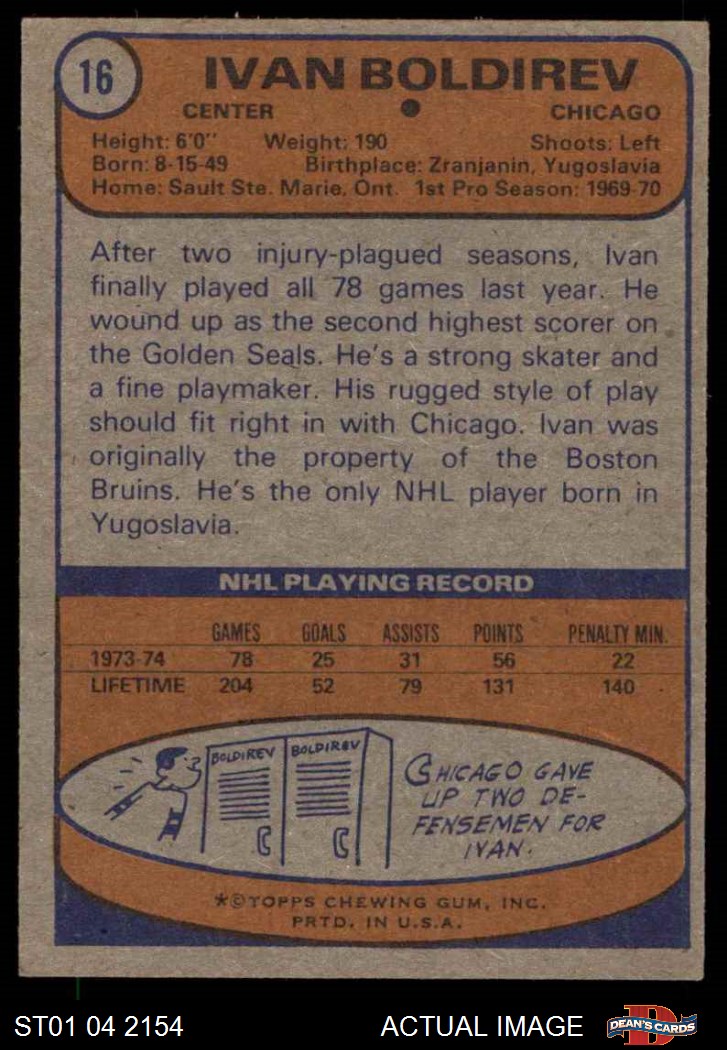 16
IVAN BOLDIREV
CENTER ● CHICAGO
Height: 6'0" Weight: 190 Shoots: Left
Born: 8-15-49 Birthplace: Zranjanin, Yugoslavia
Home: Sault Ste. Marie, Ont. 1st Pro Season: 1969-70
After two injury-plagued seasons, Ivan
finally played all 78 games last year. He
wound up as the second highest scorer on
the Golden Seals. He's a strong skater and
a fine playmaker. His rugged style of play
should fit right in with Chicago. Ivan was
originally the property of the Boston
Bruins. He's the only NHL player born in
Yugoslavia.
NHL PLAYING RECORD
GAMES GOALS ASSISTS POINTS PENALTY MIN.
1973-74 78 25 31 56 22
LIFETIME 204 52 79 131 140
BOLDIREV BOLDIREV
CHICAGO GAVE
UP TWO DE-
FENSEMEN FOR
IVAN.
*©TOPPS CHEWING GUM, INC.
PRTD. IN U.S.A.
ST01 04 2154 ACTUAL IMAGE DEAN'S CARDS